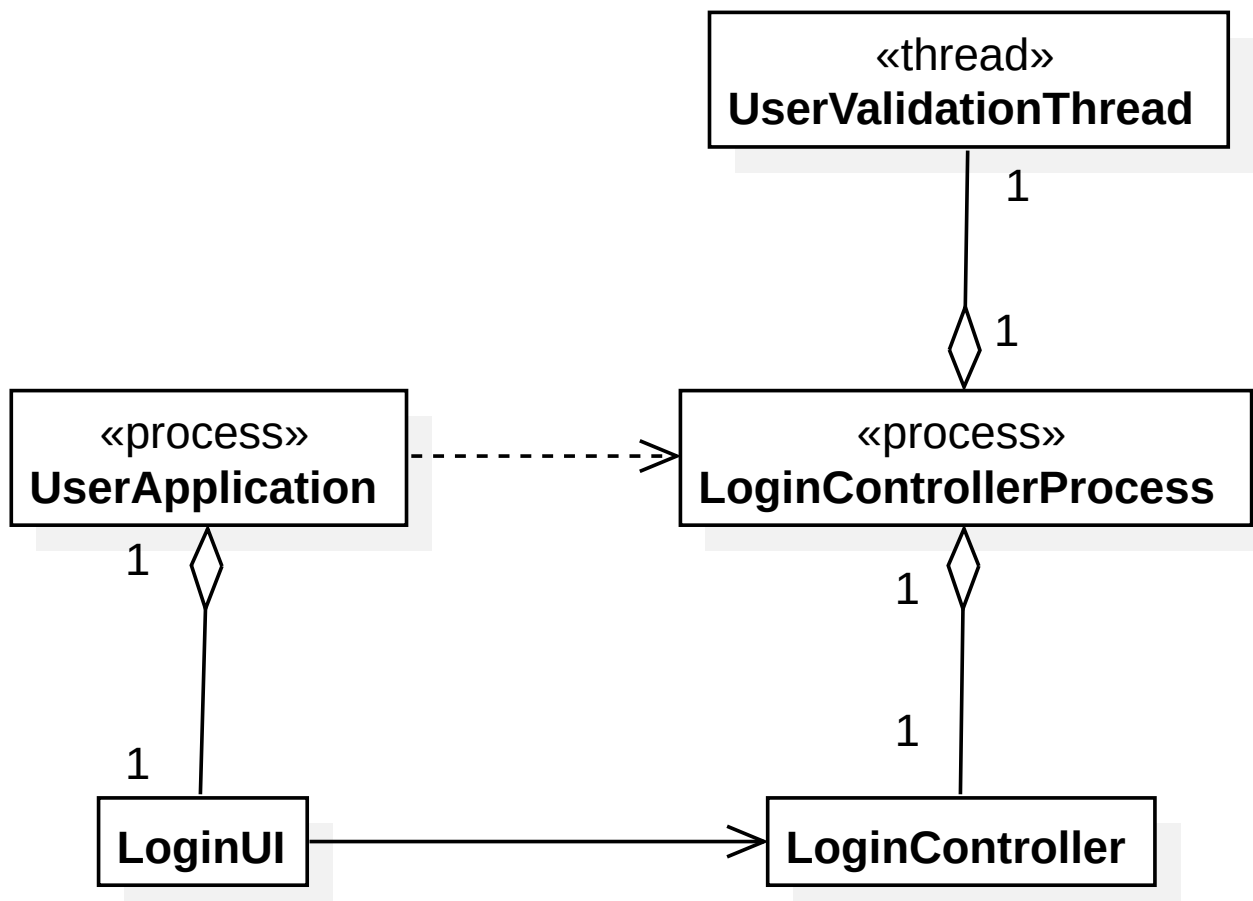 «thread»
UserValidationThread
1
1
«process»
UserApplication
«process»
LoginControllerProcess
1
1
1
1
LoginUI
LoginController